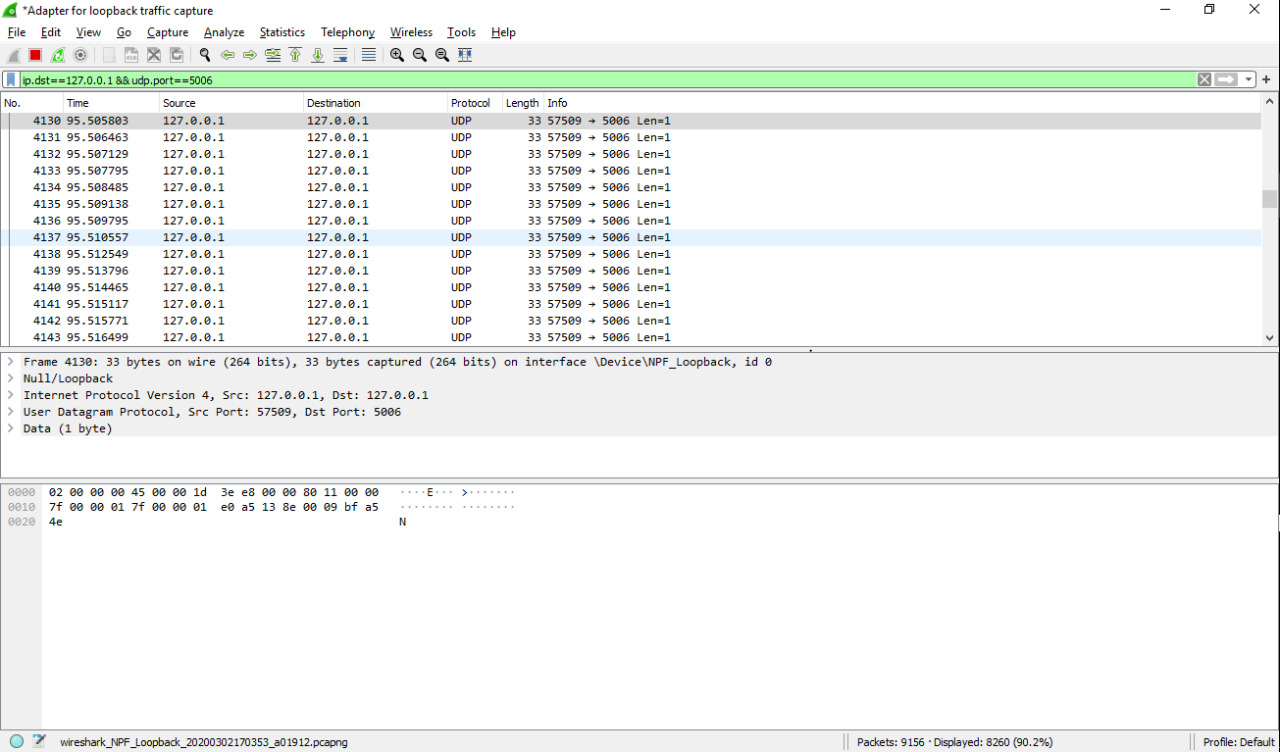 *Adapter for loopback traffic capture
File Edit View Go Capture Analyze Statistics Telephony Wireless Tools Help
ip.dst==127.0.0.1 && udp.port==5006
No. Time Source Destination Protocol Length Info
4130 95.505803 127.0.0.1 127.0.0.1 UDP 33 57509 → 5006 Len=1
4131 95.506463 127.0.0.1 127.0.0.1 UDP 33 57509 → 5006 Len=1
4132 95.507129 127.0.0.1 127.0.0.1 UDP 33 57509 → 5006 Len=1
4133 95.507795 127.0.0.1 127.0.0.1 UDP 33 57509 → 5006 Len=1
4134 95.508485 127.0.0.1 127.0.0.1 UDP 33 57509 → 5006 Len=1
4135 95.509138 127.0.0.1 127.0.0.1 UDP 33 57509 → 5006 Len=1
4136 95.509795 127.0.0.1 127.0.0.1 UDP 33 57509 → 5006 Len=1
4137 95.510557 127.0.0.1 127.0.0.1 UDP 33 57509 → 5006 Len=1
4138 95.512549 127.0.0.1 127.0.0.1 UDP 33 57509 → 5006 Len=1
4139 95.513796 127.0.0.1 127.0.0.1 UDP 33 57509 → 5006 Len=1
4140 95.514465 127.0.0.1 127.0.0.1 UDP 33 57509 → 5006 Len=1
4141 95.515117 127.0.0.1 127.0.0.1 UDP 33 57509 → 5006 Len=1
4142 95.515771 127.0.0.1 127.0.0.1 UDP 33 57509 → 5006 Len=1
4143 95.516499 127.0.0.1 127.0.0.1 UDP 33 57509 → 5006 Len=1
Frame 4130: 33 bytes on wire (264 bits), 33 bytes captured (264 bits) on interface \Device\NPF_Loopback, id 0
Null/Loopback
Internet Protocol Version 4, Src: 127.0.0.1, Dst: 127.0.0.1
User Datagram Protocol, Src Port: 57509, Dst Port: 5006
Data (1 byte)
0000 02 00 00 00 45 00 00 1d 3e e8 00 00 80 11 00 00 ····E··· >·······
0010 7f 00 00 01 7f 00 00 01 e0 a5 13 8e 00 09 bf a5 ········ ········
0020 4e N
wireshark_NPF_Loopback_20200302170353_a01912.pcapng Packets: 9156 · Displayed: 8260 (90.2%) Profile: Default